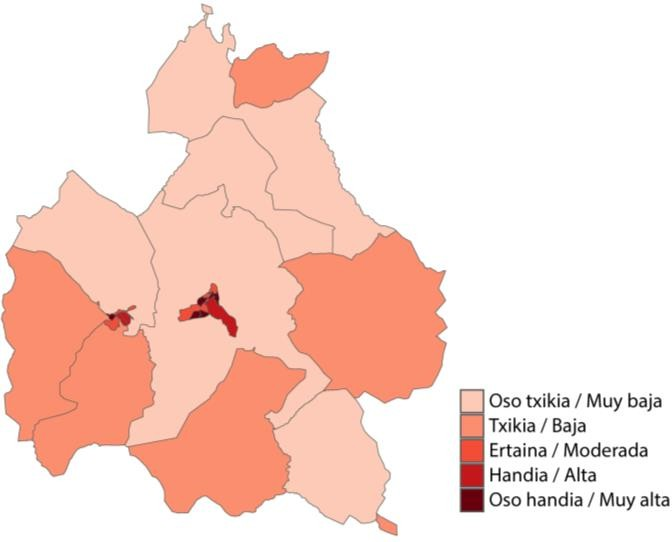 Oso txikia / Muy baja
Txikia / Baja
Ertaina / Moderada
Handia / Alta
Oso handia / Muy alta